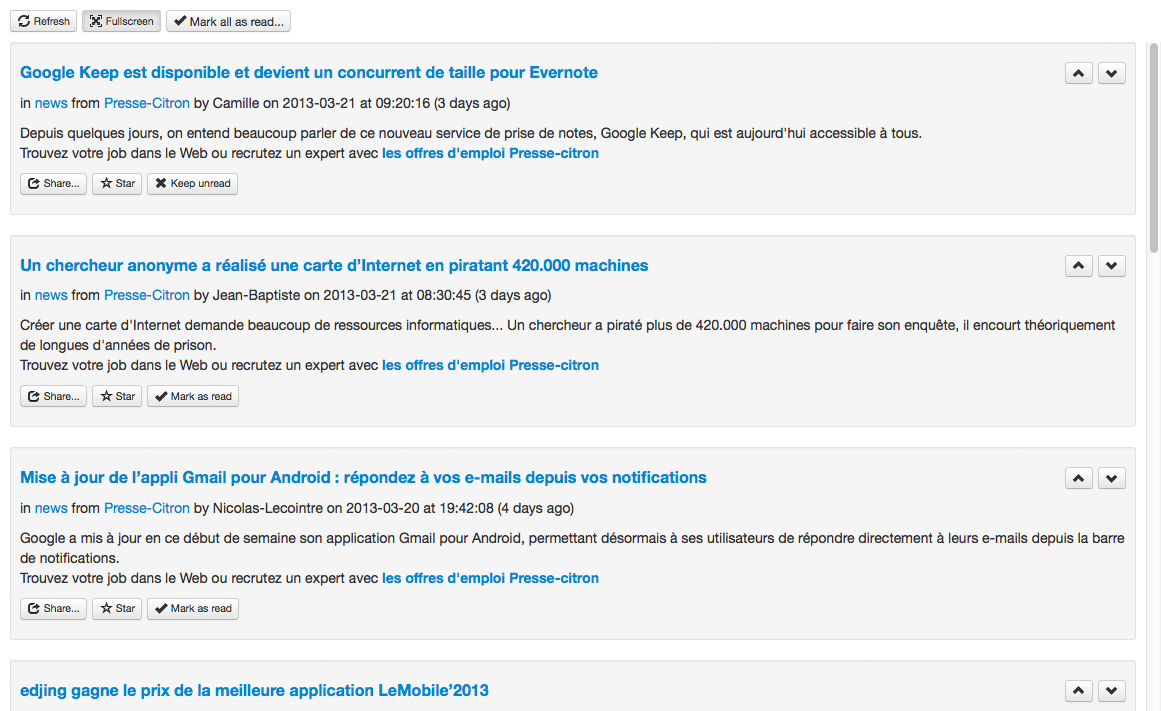 Refresh Fullscreen Mark all as read...
Google Keep est disponible et devient un concurrent de taille pour Evernote
in news from Presse-Citron by Camille on 2013-03-21 at 09:20:16 (3 days ago)
Depuis quelques jours, on entend beaucoup parler de ce nouveau service de prise de notes, Google Keep, qui est aujourd'hui accessible à tous.
Trouvez votre job dans le Web ou recrutez un expert avec les offres d'emploi Presse-citron
Share... Star Keep unread
Un chercheur anonyme a réalisé une carte d’Internet en piratant 420.000 machines
in news from Presse-Citron by Jean-Baptiste on 2013-03-21 at 08:30:45 (3 days ago)
Créer une carte d'Internet demande beaucoup de ressources informatiques... Un chercheur a piraté plus de 420.000 machines pour faire son enquête, il encourt théoriquement
de longues d'années de prison.
Trouvez votre job dans le Web ou recrutez un expert avec les offres d'emploi Presse-citron
Share... Star Mark as read
Mise à jour de l’appli Gmail pour Android : répondez à vos e-mails depuis vos notifications
in news from Presse-Citron by Nicolas-Lecointre on 2013-03-20 at 19:42:08 (4 days ago)
Google a mis à jour en ce début de semaine son application Gmail pour Android, permettant désormais à ses utilisateurs de répondre directement à leurs e-mails depuis la barre
de notifications.
Trouvez votre job dans le Web ou recrutez un expert avec les offres d'emploi Presse-citron
Share... Star Mark as read
edjing gagne le prix de la meilleure application LeMobile’2013